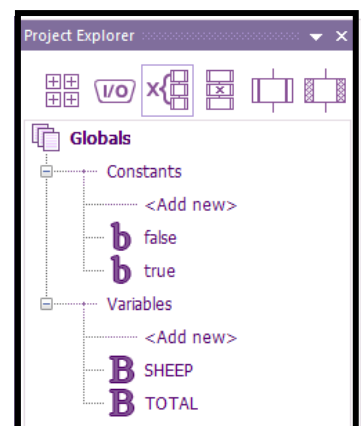 Project Explorer
I/O X{ x
Globals
Constants
<Add new>
b false
b true
Variables
<Add new>
B SHEEP
B TOTAL